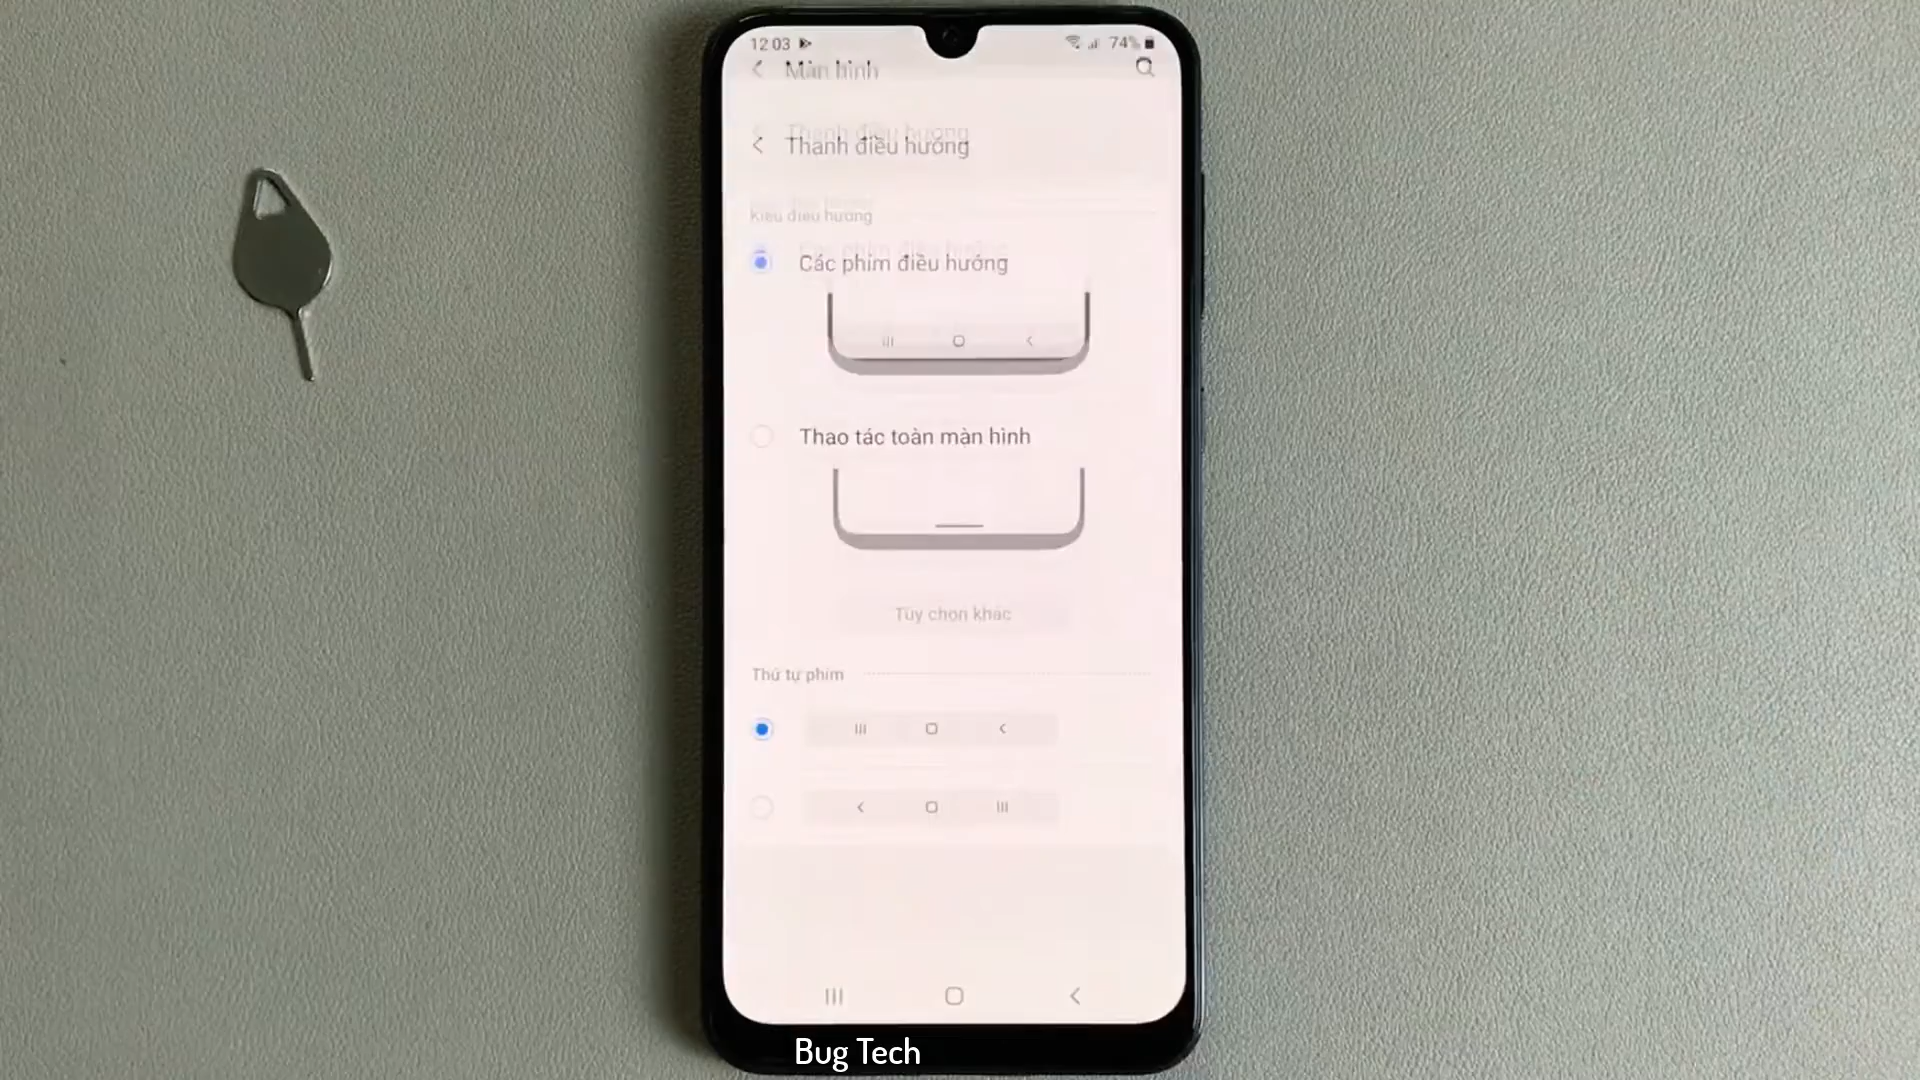 12:03
74%
Màn hình
Thanh điều hướng
Thanh điều hướng
Kiểu điều hướng
Các phím điều hướng
Thao tác toàn màn hình
Tùy chọn khác
Thứ tự phím
Bug Tech